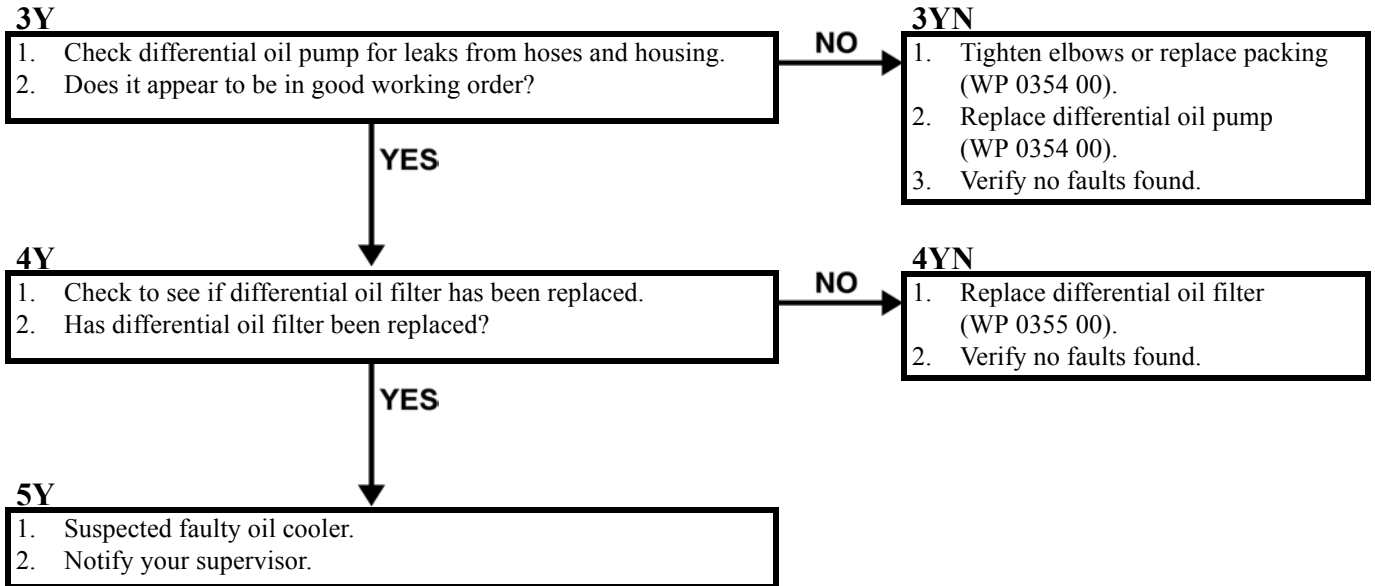 3Y
1. Check differential oil pump for leaks from hoses and housing.
2. Does it appear to be in good working order?
NO
3YN
1. Tighten elbows or replace packing
(WP 0354 00).
2. Replace differential oil pump
(WP 0354 00).
3. Verify no faults found.
YES
4Y
1. Check to see if differential oil filter has been replaced.
2. Has differential oil filter been replaced?
NO
4YN
1. Replace differential oil filter
(WP 0355 00).
2. Verify no faults found.
YES
5Y
1. Suspected faulty oil cooler.
2. Notify your supervisor.